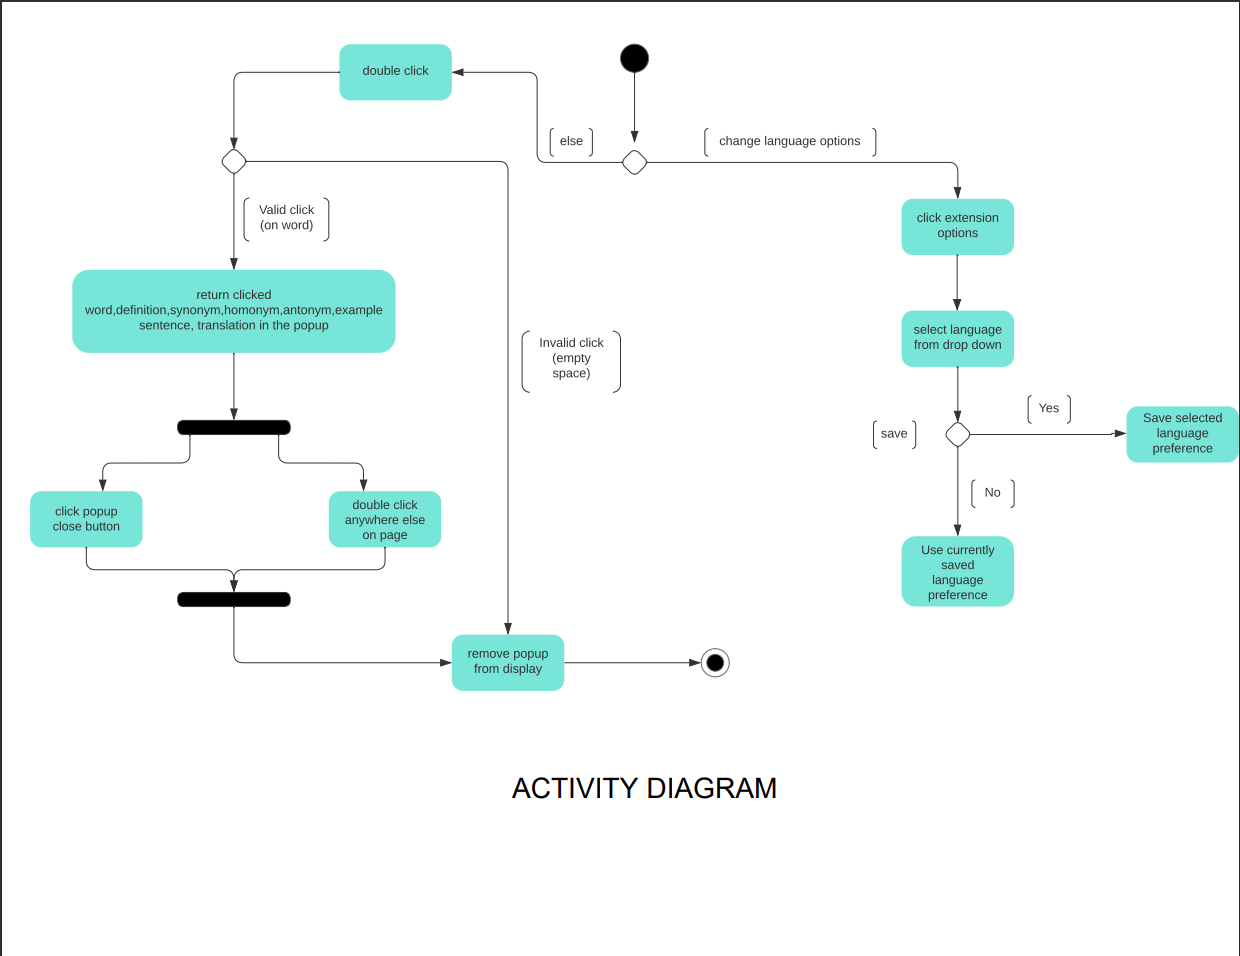 double click
else
change language options
Valid click
(on word)
click extension
options
return clicked
word,definition,synonym,homonym,antonym,example
sentence, translation in the popup
Invalid click
(empty
space)
select language
from drop down
Yes
save
Save selected
language
preference
No
click popup
close button
double click
anywhere else
on page
Use currently
saved
language
preference
remove popup
from display
ACTIVITY DIAGRAM